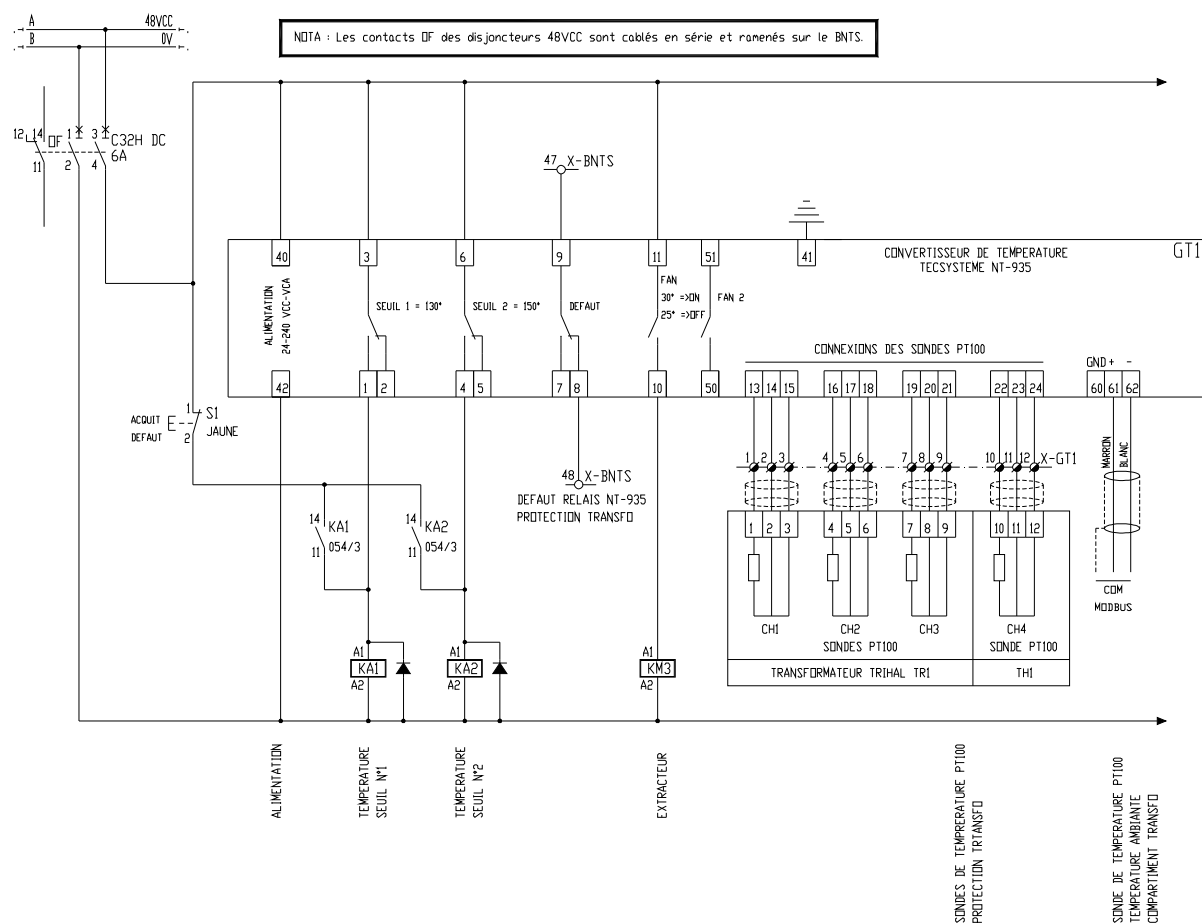 A 48VCC
B 0V
NOTA : Les contacts OF des disjoncteurs 48VCC sont cablés en série et ramenés sur le BNTS.
12 14 OF 1 3 C32H DC
6A
11 2 4
47 X-BNTS
40 3 6 9 11 51 41
CONVERTISSEUR DE TEMPERATURE
TECSYSTEME NT-935
GT1
ALIMENTATION
24-240 VCC-VCA
SEUIL 1 = 130°
SEUIL 2 = 150°
DEFAUT
FAN
30° =>ON
25° =>OFF
FAN 2
CONNEXIONS DES SONDES PT100
GND + -
42 1 2 4 5 7 8 10 50 13 14 15 16 17 18 19 20 21 22 23 24 60 61 62
ACQUIT
DEFAUT
E
1
2
S1
JAUNE
MARRON
BLANC
1 2 3 4 5 6 7 8 9 10 11 12 X-GT1
48 X-BNTS
DEFAUT RELAIS NT-935
PROTECTION TRANSFO
14 KA1
11 054/3
14 KA2
11 054/3
1 2 3 4 5 6 7 8 9 10 11 12
COM
MODBUS
CH1 CH2 CH3 CH4
SONDES PT100 SONDE PT100
TRANSFORMATEUR TRIHAL TR1 TH1
A1
KA1
A2
A1
KA2
A2
A1
KM3
A2
ALIMENTATION
TEMPERATURE
SEUIL N°1
TEMPERATURE
SEUIL N°2
EXTRACTEUR
SONDES DE TEMPRERATURE PT100
PROTECTION TRTANSFO
SONDE DE TEMPERATURE PT100
TEMPERATURE AMBIANTE
COMPARTIMENT TRANSFO